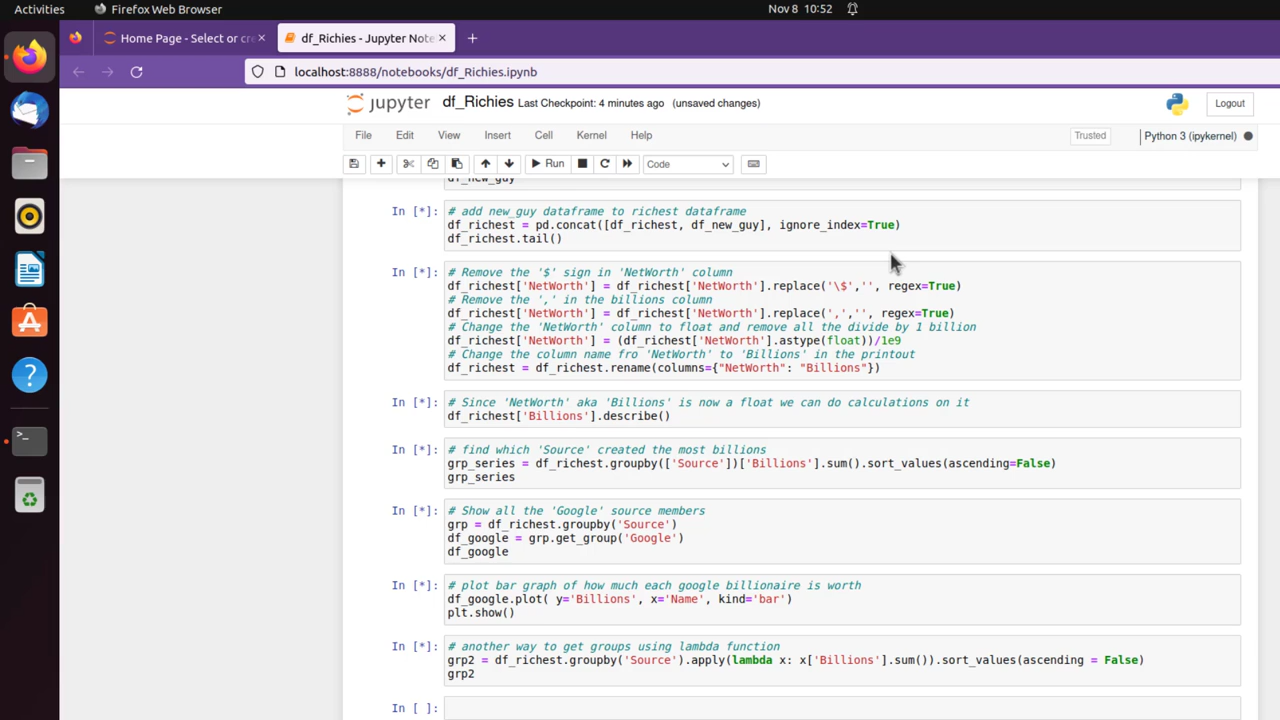 Activities Firefox Web Browser Nov 8 10:52
Home Page - Select or cre × df_Richies - Jupyter Note × +
localhost:8888/notebooks/df_Richies.ipynb
jupyter df_Richies Last Checkpoint: 4 minutes ago (unsaved changes) Logout
File Edit View Insert Cell Kernel Help Trusted Python 3 (ipykernel)
Run Code
df_new_guy
In [*]: # add new_guy dataframe to richest dataframe
df_richest = pd.concat([df_richest, df_new_guy], ignore_index=True)
df_richest.tail()
In [*]: # Remove the '$' sign in 'NetWorth' column
df_richest['NetWorth'] = df_richest['NetWorth'].replace('\$','', regex=True)
# Remove the ',' in the billions column
df_richest['NetWorth'] = df_richest['NetWorth'].replace(',','', regex=True)
# Change the 'NetWorth' column to float and remove all the divide by 1 billion
df_richest['NetWorth'] = (df_richest['NetWorth'].astype(float))/1e9
# Change the column name fro 'NetWorth' to 'Billions' in the printout
df_richest = df_richest.rename(columns={"NetWorth": "Billions"})
In [*]: # Since 'NetWorth' aka 'Billions' is now a float we can do calculations on it
df_richest['Billions'].describe()
In [*]: # find which 'Source' created the most billions
grp_series = df_richest.groupby(['Source'])['Billions'].sum().sort_values(ascending=False)
grp_series
In [*]: # Show all the 'Google' source members
grp = df_richest.groupby('Source')
df_google = grp.get_group('Google')
df_google
In [*]: # plot bar graph of how much each google billionaire is worth
df_google.plot( y='Billions', x='Name', kind='bar')
plt.show()
In [*]: # another way to get groups using lambda function
grp2 = df_richest.groupby('Source').apply(lambda x: x['Billions'].sum()).sort_values(ascending = False)
grp2
In [ ]: